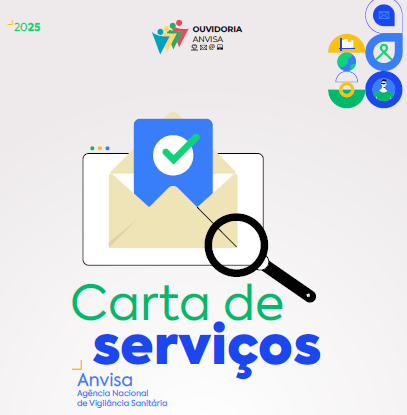 2025
OUVIDORIA
ANVISA
Carta de
serviços
Anvisa
Agência Nacional
de Vigilância Sanitária